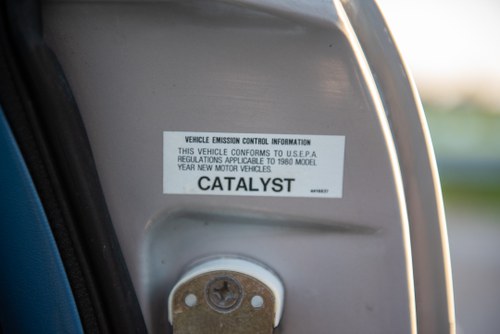 VEHICLE EMISSION CONTROL INFORMATION
THIS VEHICLE CONFORMS TO U.S.E.P.A
REGULATIONS APPLICABLE TO 1980 MODEL
YEAR NEW MOTOR VEHICLES.
CATALYST